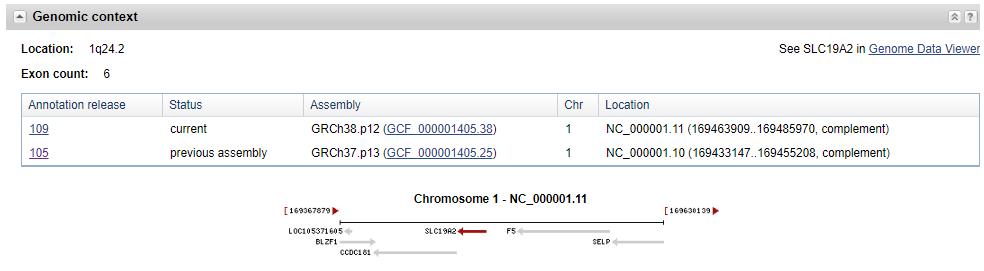 Genomic context
Location: 1q24.2
See SLC19A2 in Genome Data Viewer
Exon count: 6
Annotation release Status Assembly Chr Location
109 current GRCh38.p12 (GCF_000001405.38) 1 NC_000001.11 (169463909..169485970, complement)
105 previous assembly GRCh37.p13 (GCF_000001405.25) 1 NC_000001.10 (169433147..169455208, complement)
Chromosome 1 - NC_000001.11
[169367879 [169630139
LOC105371605 SLC19A2 F5
BLZF1 SELP
CCDC181